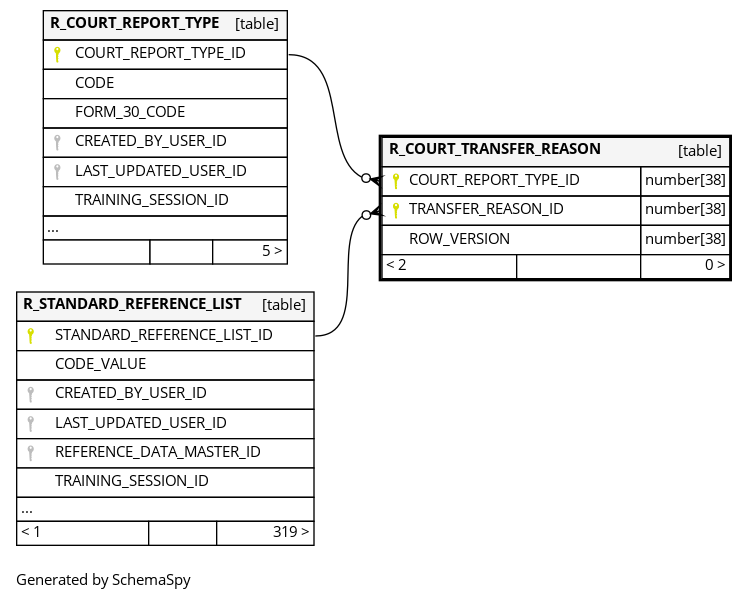 R_COURT_REPORT_TYPE [table]
COURT_REPORT_TYPE_ID
CODE
FORM_30_CODE
CREATED_BY_USER_ID
LAST_UPDATED_USER_ID
TRAINING_SESSION_ID
...
5 >
R_COURT_TRANSFER_REASON [table]
COURT_REPORT_TYPE_ID number[38]
TRANSFER_REASON_ID number[38]
ROW_VERSION number[38]
< 2 0 >
R_STANDARD_REFERENCE_LIST [table]
STANDARD_REFERENCE_LIST_ID
CODE_VALUE
CREATED_BY_USER_ID
LAST_UPDATED_USER_ID
REFERENCE_DATA_MASTER_ID
TRAINING_SESSION_ID
...
< 1 319 >
Generated by SchemaSpy